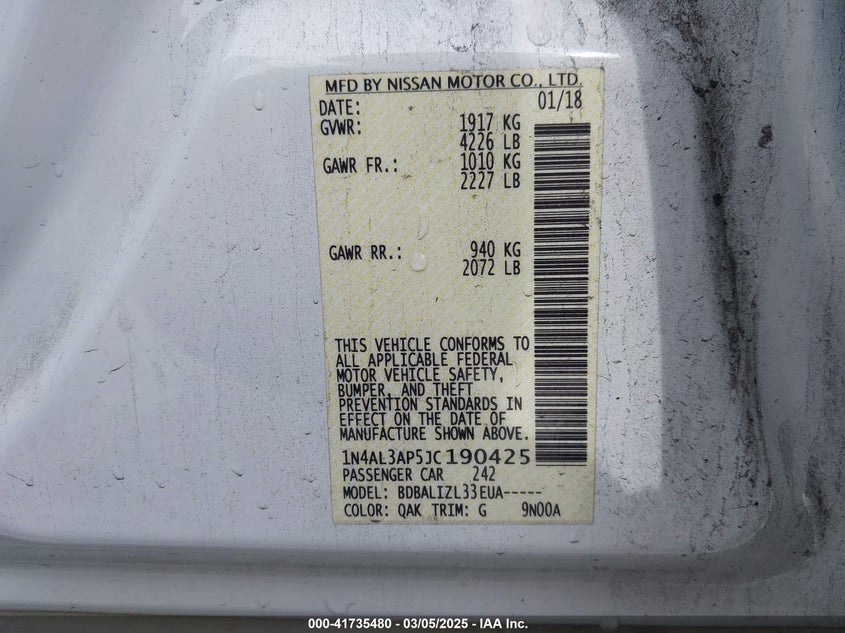 MFD BY NISSAN MOTOR CO., LTD.
DATE: 01/18
GVWR: 1917 KG
4226 LB
GAWR FR.: 1010 KG
2227 LB
GAWR RR.: 940 KG
2072 LB
THIS VEHICLE CONFORMS TO
ALL APPLICABLE FEDERAL
MOTOR VEHICLE SAFETY,
BUMPER, AND THEFT
PREVENTION STANDARDS IN
EFFECT ON THE DATE OF
MANUFACTURE SHOWN ABOVE.
1N4AL3AP5JC190425
PASSENGER CAR 242
MODEL: BDBALIZL33EUA-----
COLOR: QAK TRIM: G 9N00A
000-41735480 - 03/05/2025 - IAA Inc.